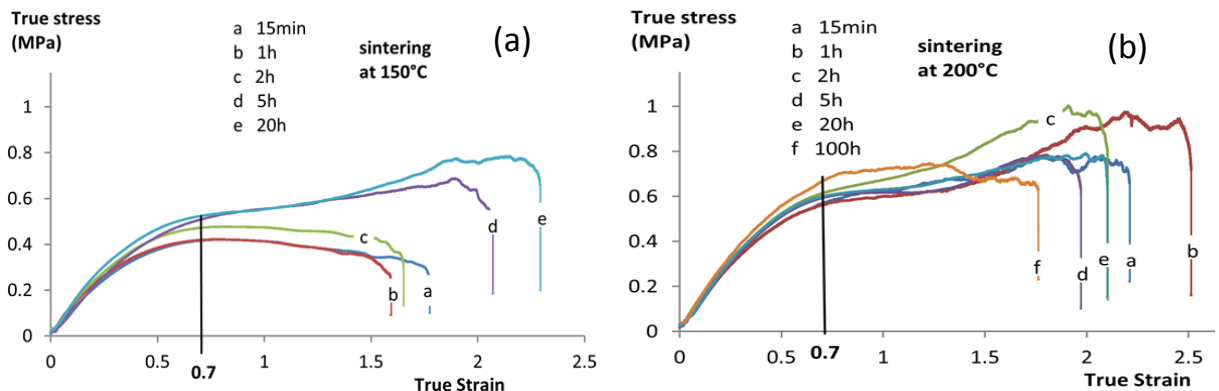 True stress
(MPa)
a 15min
b 1h
c 2h
d 5h
e 20h
sintering
at 150°C
(a)
1
0.8
0.6
0.4
0.2
0
c
b
a
d
e
0
0.5
0.7
1
1.5
2
2.5
True Strain
True stress
(MPa)
a 15min
b 1h
c 2h
d 5h
e 20h
f 100h
sintering
at 200°C
(b)
1
0.8
0.6
0.4
0.2
0
c
f
d
e
a
b
0
0.5
0.7
1
1.5
2
2.5
True Strain